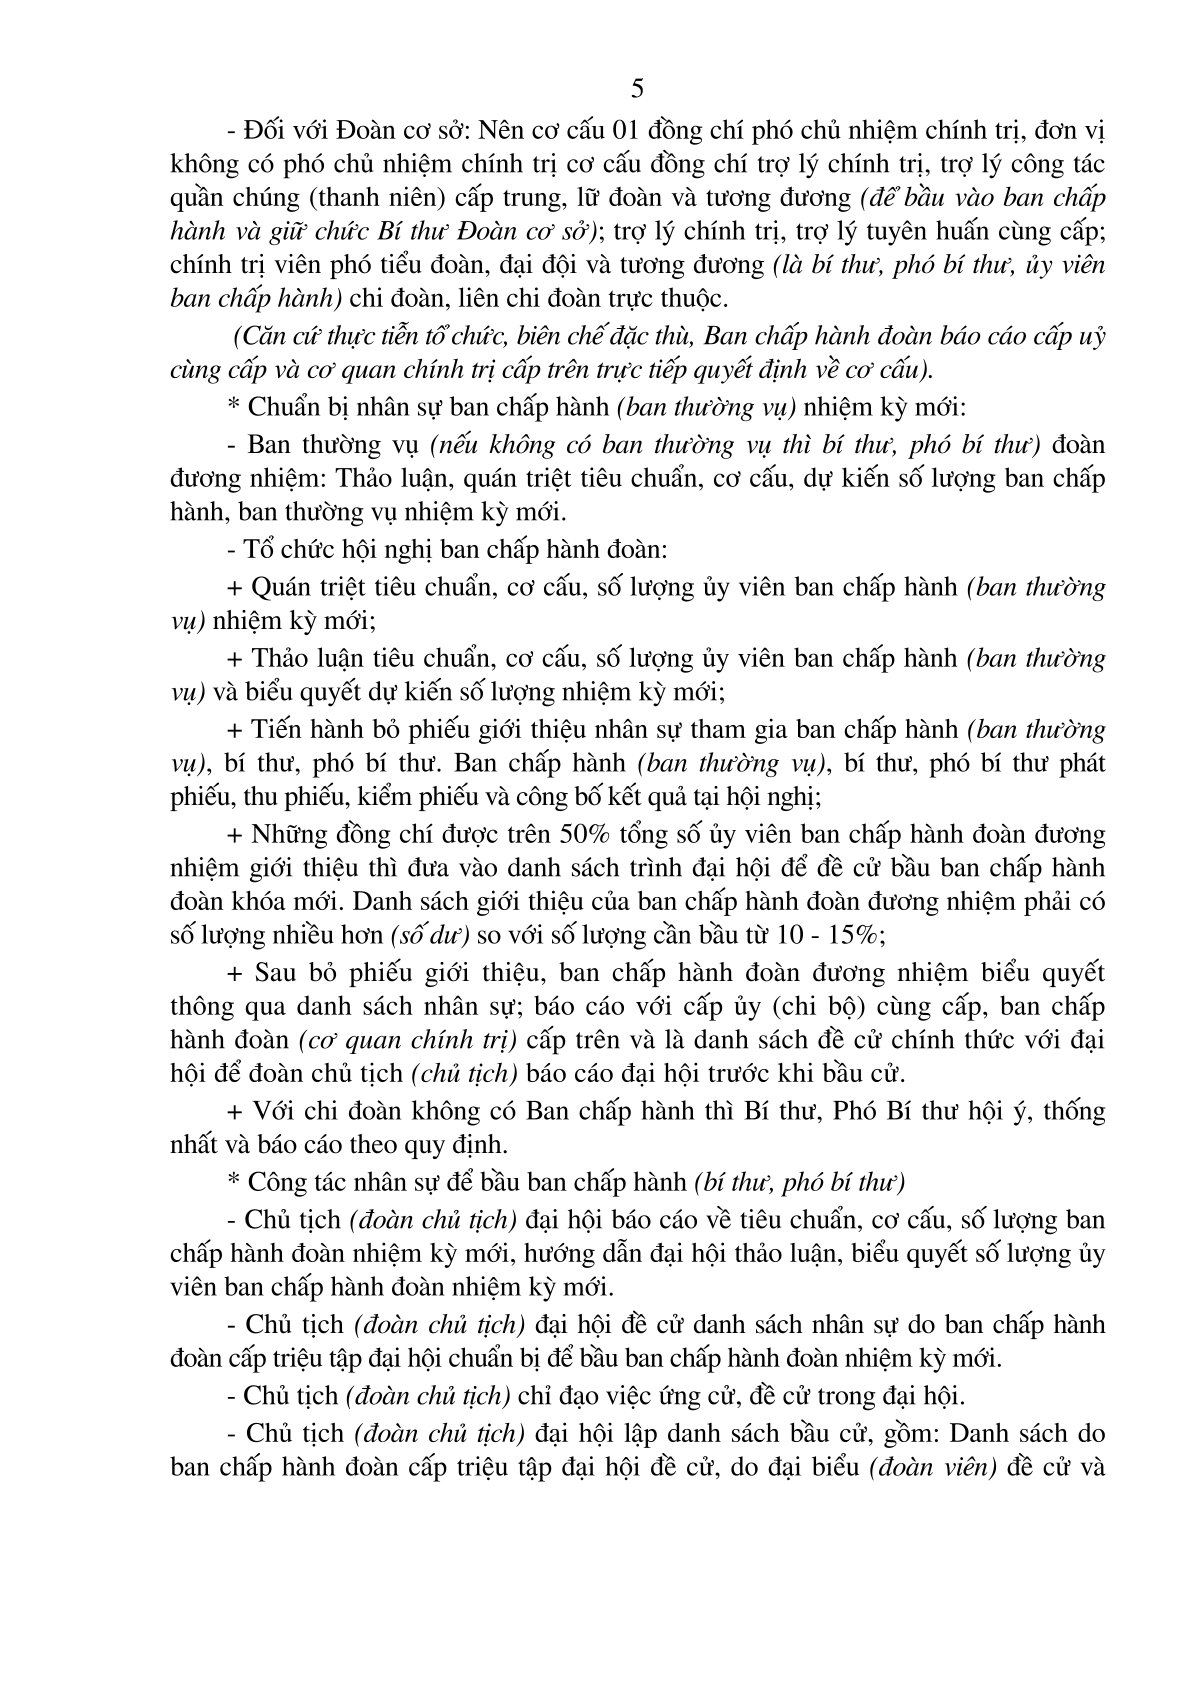 5
- Đối với Đoàn cơ sở: Nên cơ cấu 01 đồng chí phó chủ nhiệm chính trị, đơn vị
không có phó chủ nhiệm chính trị cơ cấu đồng chí trợ lý chính trị, trợ lý công tác
quần chúng (thanh niên) cấp trung, lữ đoàn và tương đương (để bầu vào ban chấp
hành và giữ chức Bí thư Đoàn cơ sở); trợ lý chính trị, trợ lý tuyên huấn cùng cấp;
chính trị viên phó tiểu đoàn, đại đội và tương đương (là bí thư, phó bí thư, ủy viên
ban chấp hành) chi đoàn, liên chi đoàn trực thuộc.
(Căn cứ thực tiễn tổ chức, biên chế đặc thù, Ban chấp hành đoàn báo cáo cấp uỷ
cùng cấp và cơ quan chính trị cấp trên trực tiếp quyết định về cơ cấu).
* Chuẩn bị nhân sự ban chấp hành (ban thường vụ) nhiệm kỳ mới:
- Ban thường vụ (nếu không có ban thường vụ thì bí thư, phó bí thư) đoàn
đương nhiệm: Thảo luận, quán triệt tiêu chuẩn, cơ cấu, dự kiến số lượng ban chấp
hành, ban thường vụ nhiệm kỳ mới.
- Tổ chức hội nghị ban chấp hành đoàn:
+ Quán triệt tiêu chuẩn, cơ cấu, số lượng ủy viên ban chấp hành (ban thường
vụ) nhiệm kỳ mới;
+ Thảo luận tiêu chuẩn, cơ cấu, số lượng ủy viên ban chấp hành (ban thường
vụ) và biểu quyết dự kiến số lượng nhiệm kỳ mới;
+ Tiến hành bỏ phiếu giới thiệu nhân sự tham gia ban chấp hành (ban thường
vụ), bí thư, phó bí thư. Ban chấp hành (ban thường vụ), bí thư, phó bí thư phát
phiếu, thu phiếu, kiểm phiếu và công bố kết quả tại hội nghị;
+ Những đồng chí được trên 50% tổng số ủy viên ban chấp hành đoàn đương
nhiệm giới thiệu thì đưa vào danh sách trình đại hội để đề cử bầu ban chấp hành
đoàn khóa mới. Danh sách giới thiệu của ban chấp hành đoàn đương nhiệm phải có
số lượng nhiều hơn (số dư) so với số lượng cần bầu từ 10 - 15%;
+ Sau bỏ phiếu giới thiệu, ban chấp hành đoàn đương nhiệm biểu quyết
thông qua danh sách nhân sự; báo cáo với cấp ủy (chi bộ) cùng cấp, ban chấp
hành đoàn (cơ quan chính trị) cấp trên và là danh sách đề cử chính thức với đại
hội để đoàn chủ tịch (chủ tịch) báo cáo đại hội trước khi bầu cử.
+ Với chi đoàn không có Ban chấp hành thì Bí thư, Phó Bí thư hội ý, thống
nhất và báo cáo theo quy định.
* Công tác nhân sự để bầu ban chấp hành (bí thư, phó bí thư)
- Chủ tịch (đoàn chủ tịch) đại hội báo cáo về tiêu chuẩn, cơ cấu, số lượng ban
chấp hành đoàn nhiệm kỳ mới, hướng dẫn đại hội thảo luận, biểu quyết số lượng ủy
viên ban chấp hành đoàn nhiệm kỳ mới.
- Chủ tịch (đoàn chủ tịch) đại hội đề cử danh sách nhân sự do ban chấp hành
đoàn cấp triệu tập đại hội chuẩn bị để bầu ban chấp hành đoàn nhiệm kỳ mới.
- Chủ tịch (đoàn chủ tịch) chỉ đạo việc ứng cử, đề cử trong đại hội.
- Chủ tịch (đoàn chủ tịch) đại hội lập danh sách bầu cử, gồm: Danh sách do
ban chấp hành đoàn cấp triệu tập đại hội đề cử, do đại biểu (đoàn viên) đề cử và